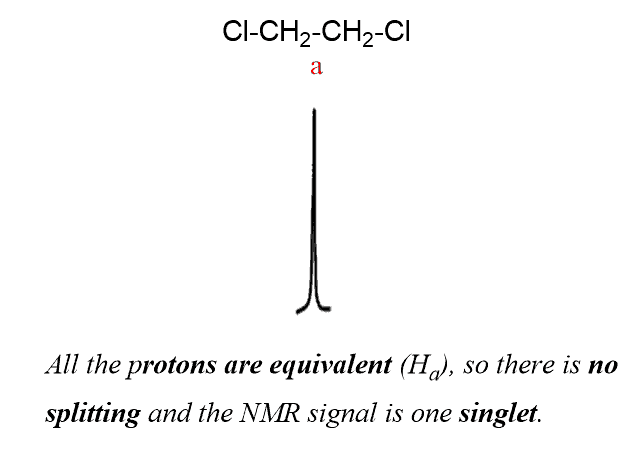 Cl-CH₂-CH₂-Cl
a
All the protons are equivalent (Hₐ), so there is no
splitting and the NMR signal is one singlet.